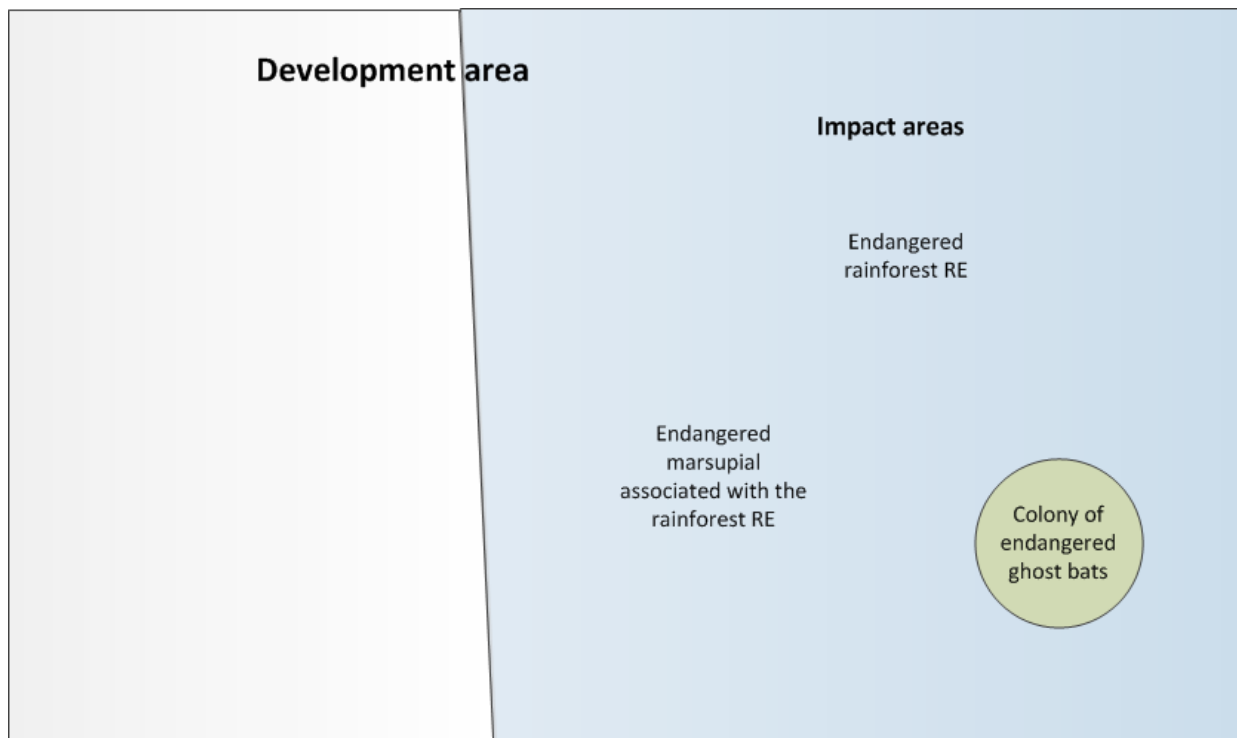 Development area
Impact areas
Endangered
rainforest RE
Endangered
marsupial
associated with the
rainforest RE
Colony of
endangered
ghost bats